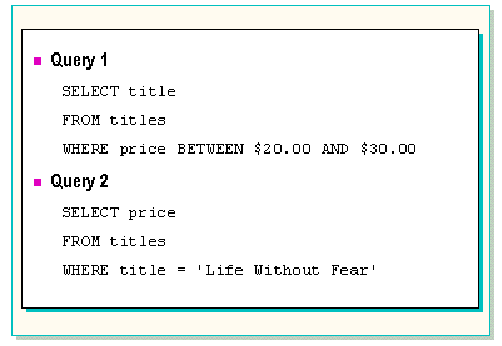 Query 1
SELECT title
FROM titles
WHERE price BETWEEN $20.00 AND $30.00
Query 2
SELECT price
FROM titles
WHERE title = 'Life Without Fear'